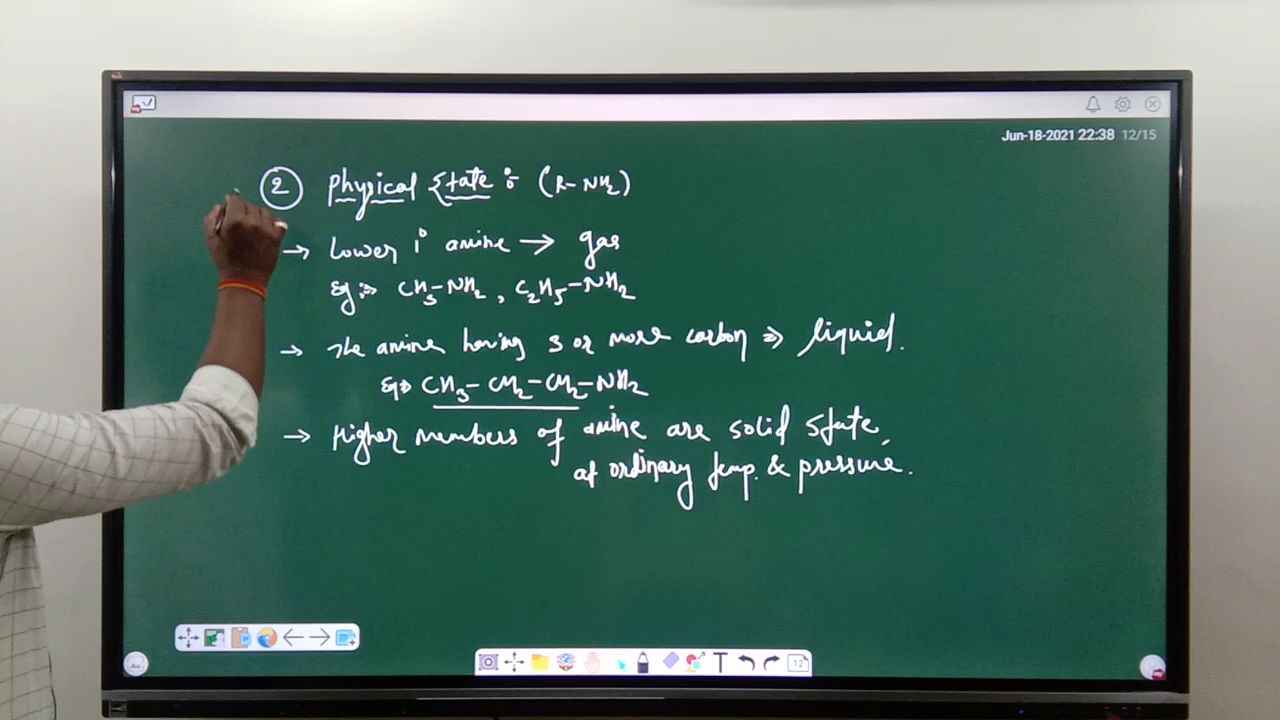 Jun-18-2021 22:38 12/15
② Physical State :- (R-NH₂)
→ Lower 1° amine → gas
Eg:⇒ CH₃-NH₂, C₂H₅-NH₂
→ The amine having 3 or more carbon ⇒ liquid.
Eg⇒ CH₃-CH₂-CH₂-NH₂
→ Higher members of amine are solid state,
at ordinary temp. & pressure.
T
12